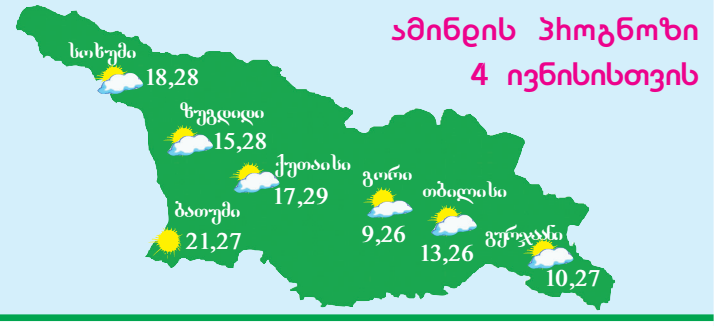 ამინდის პროგნოზი
4 ივნისისთვის
სოხუმი
18,28
ზუგდიდი
15,28
ქუთაისი
17,29
გორი
9,26
თბილისი
13,26
ბათუმი
21,27
გურჯაანი
10,27